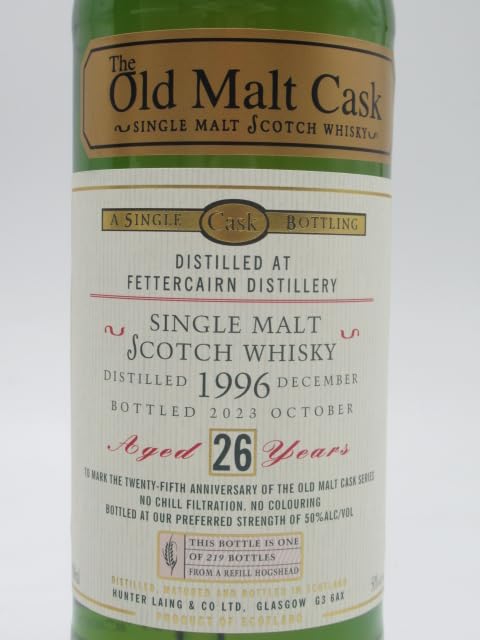 The
Old Malt Cask
SINGLE MALT SCOTCH WHISKY
A SINGLE Cask BOTTLING
DISTILLED AT
FETTERCAIRN DISTILLERY
SINGLE MALT
SCOTCH WHISKY
DISTILLED 1996 DECEMBER
BOTTLED 2023 OCTOBER
Aged 26 Years
TO MARK THE TWENTY-FIFTH ANNIVERSARY OF THE OLD MALT CASK SERIES
NO CHILL FILTRATION. NO COLOURING
BOTTLED AT OUR PREFERRED STRENGTH OF 50%ALC/VOL
THIS BOTTLE IS ONE
OF 219 BOTTLES
FROM A REFILL HOGSHEAD
DISTILLED, MATURED AND BOTTLED IN SCOTLAND
HUNTER LAING & CO LTD, GLASGOW G3 6AX
PRODUCT OF SCOTLAND